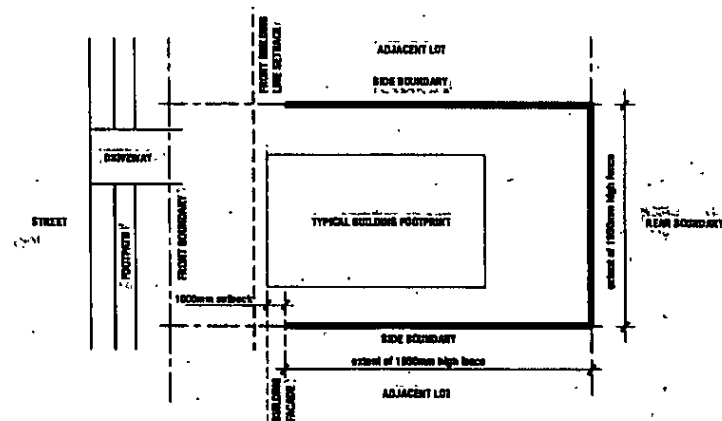 FRONT BUILDING
LINE SETBACK
ADJACENT LOT
SIDE BOUNDARY
DRIVEWAY
STREET
FOOTPATH
FRONT BOUNDARY
TYPICAL BUILDING FOOTPRINT
extent of 1800mm high fence
REAR BOUNDARY
1000mm setback
SIDE BOUNDARY
extent of 1800mm high fence
BUILDING
FACADE
ADJACENT LOT